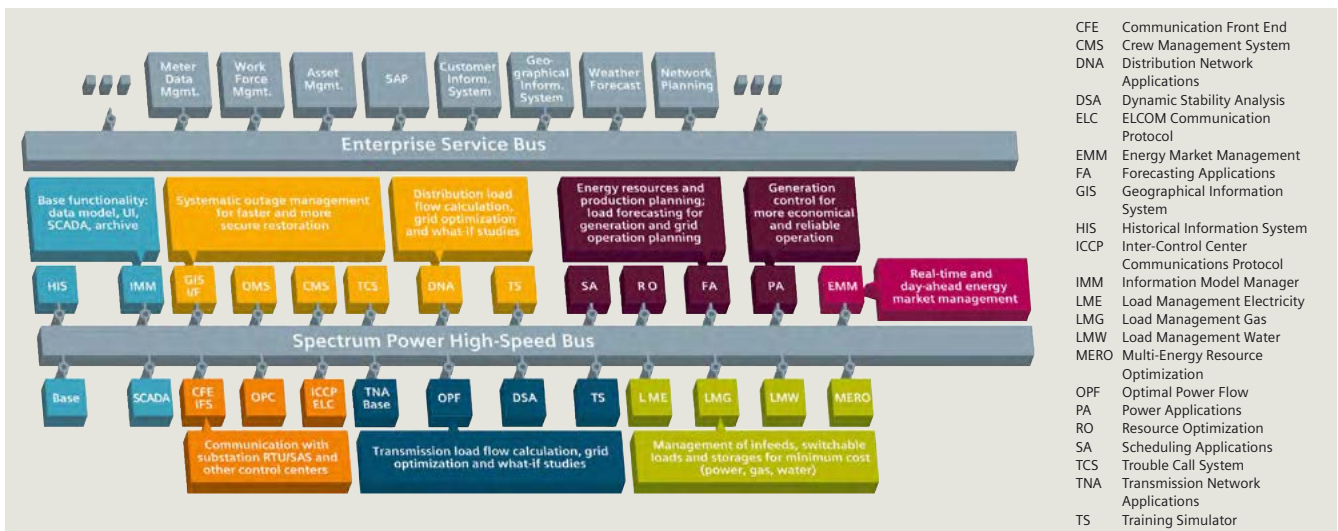 Meter
Data
Mgmt.
Work
Force
Mgmt.
Asset
Mgmt.
SAP
Customer
Inform.
System
Geo-
graphical
Inform.
System
Weather
Forecast
Network
Planning
Enterprise Service Bus
Base functionality:
data model, UI,
SCADA, archive
Systematic outage management
for faster and more
secure restoration
Distribution load
flow calculation,
grid optimization
and what-if studies
Energy resources and
production planning;
load forecasting for
generation and grid
operation planning
Generation
control for
more economical
and reliable
operation
HIS
IMM
GIS
I/F
OMS
CMS
TCS
DNA
TS
SA
RO
FA
PA
EMM
Real-time and
day-ahead energy
market management
Spectrum Power High-Speed Bus
Base
SCADA
CFE
IFS
OPC
ICCP
ELC
TNA
Base
OPF
DSA
TS
LME
LMG
LMW
MERO
Communication with
substation RTU/SAS and
other control centers
Transmission load flow calculation, grid
optimization and what-if studies
Management of infeeds, switchable
loads and storages for minimum cost
(power, gas, water)
CFE Communication Front End
CMS Crew Management System
DNA Distribution Network
Applications
DSA Dynamic Stability Analysis
ELC ELCOM Communication
Protocol
EMM Energy Market Management
FA Forecasting Applications
GIS Geographical Information
System
HIS Historical Information System
ICCP Inter-Control Center
Communications Protocol
IMM Information Model Manager
LME Load Management Electricity
LMG Load Management Gas
LMW Load Management Water
MERO Multi-Energy Resource
Optimization
OPF Optimal Power Flow
PA Power Applications
RO Resource Optimization
SA Scheduling Applications
TCS Trouble Call System
TNA Transmission Network
Applications
TS Training Simulator